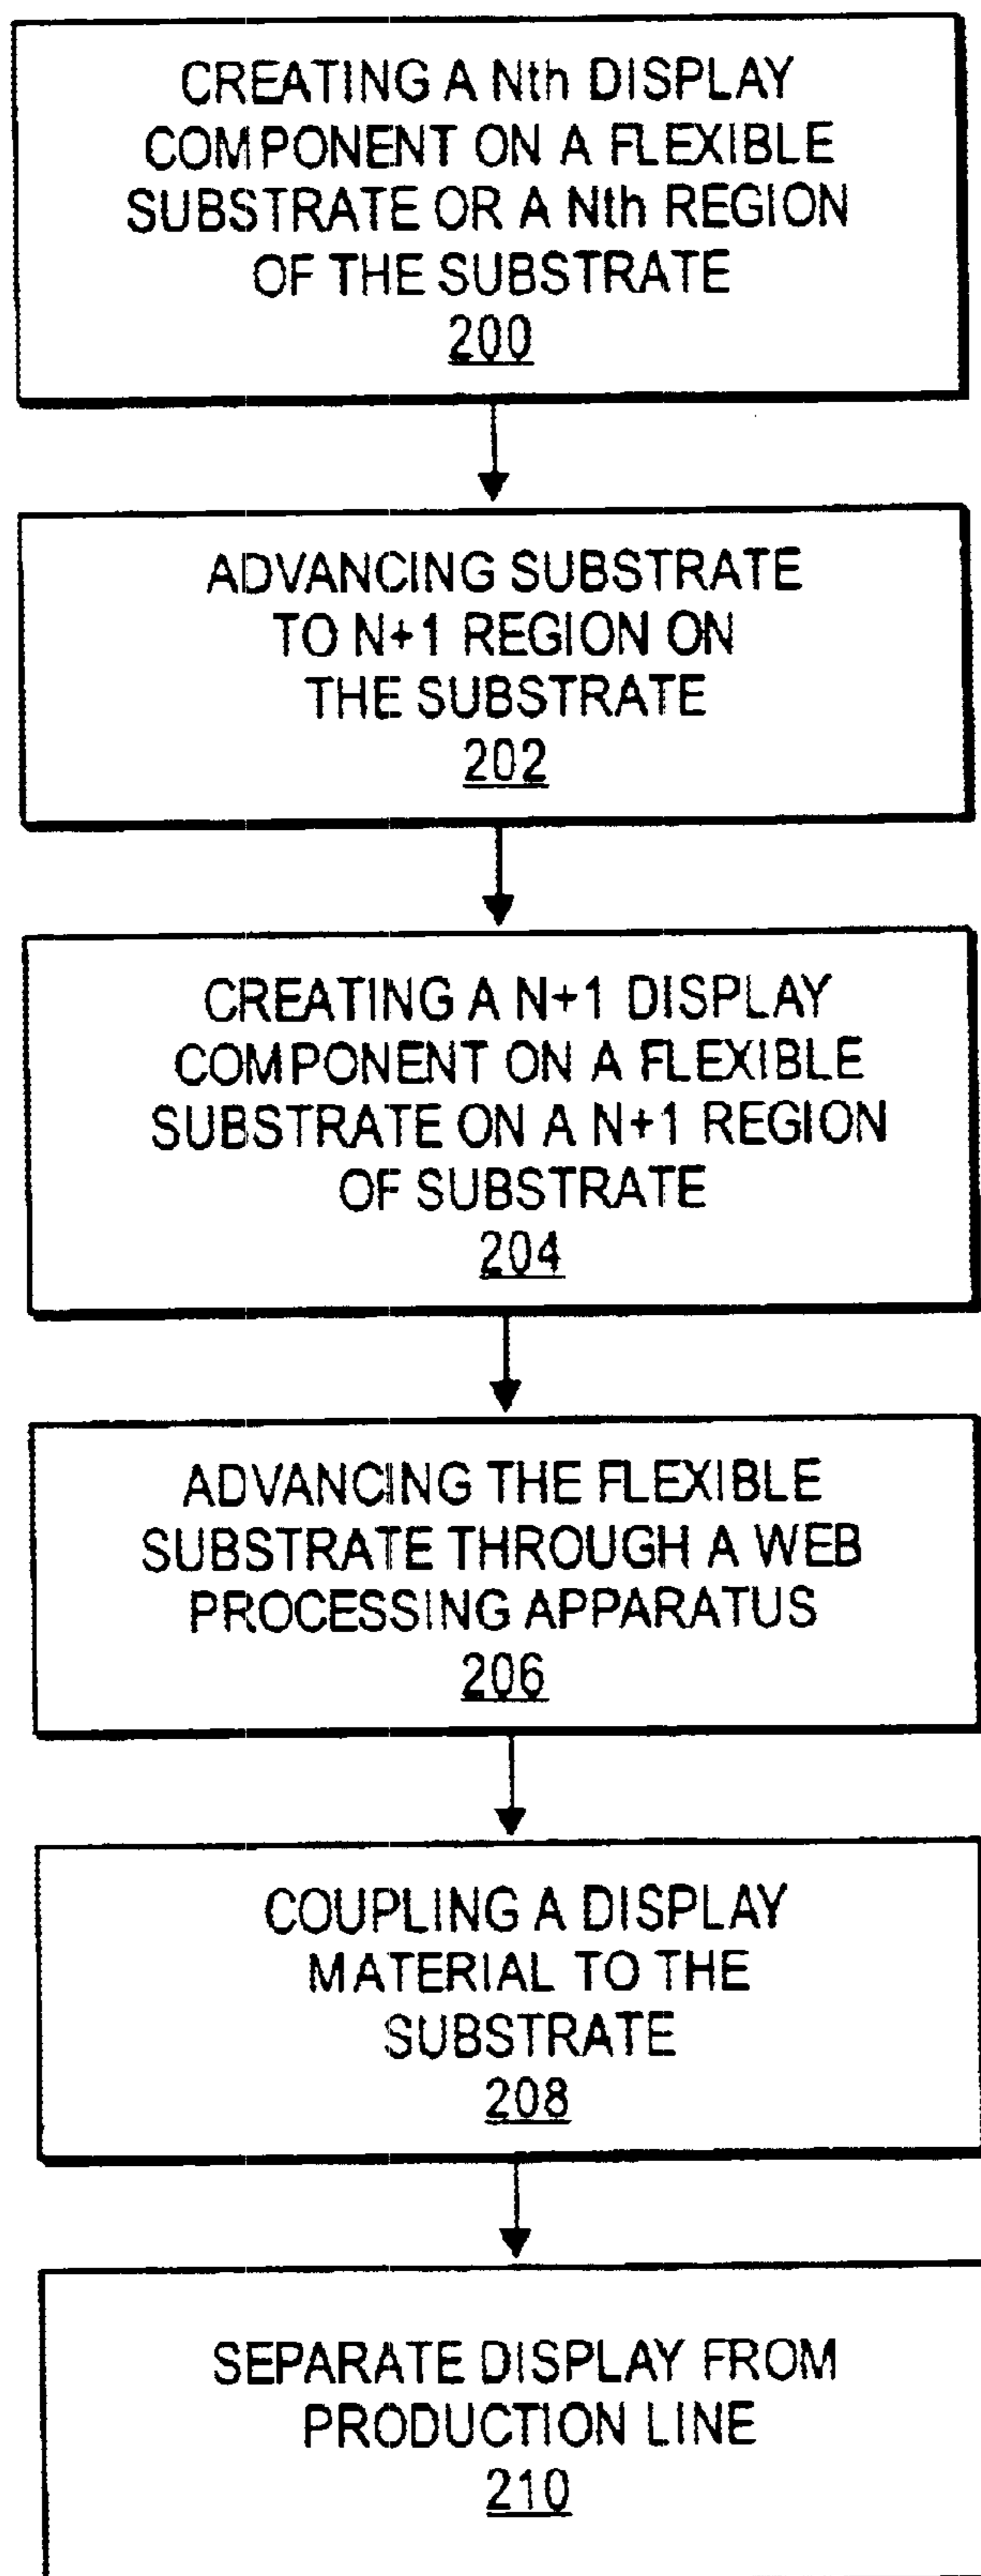 CREATING A Nth DISPLAY
COMPONENT ON A FLEXIBLE
SUBSTRATE OR A Nth REGION
OF THE SUBSTRATE
200
ADVANCING SUBSTRATE
TO N+1 REGION ON
THE SUBSTRATE
202
CREATING A N+1 DISPLAY
COMPONENT ON A FLEXIBLE
SUBSTRATE ON A N+1 REGION
OF SUBSTRATE
204
ADVANCING THE FLEXIBLE
SUBSTRATE THROUGH A WEB
PROCESSING APPARATUS
206
COUPLING A DISPLAY
MATERIAL TO THE
SUBSTRATE
208
SEPARATE DISPLAY FROM
PRODUCTION LINE
210